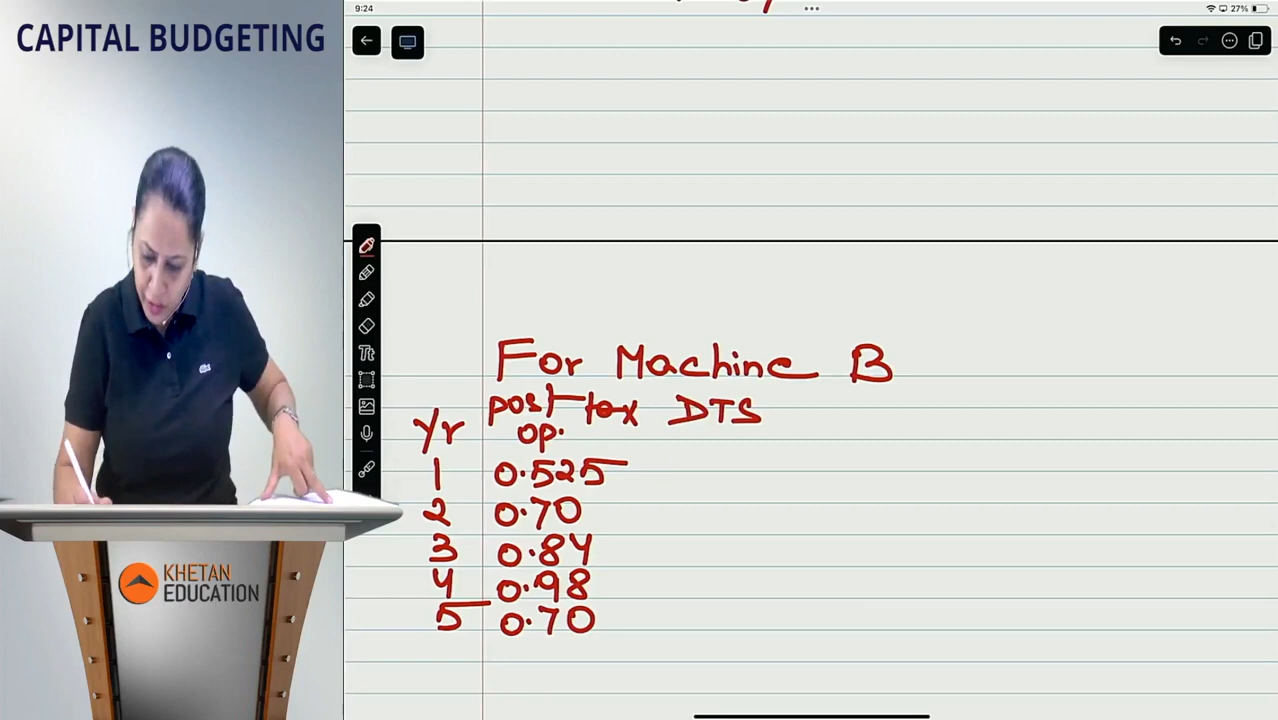 CAPITAL BUDGETING
9:24
27%
Tt
For Machine B
Yr post-tax op. DTS
1 0.525
2 0.70
3 0.84
4 0.98
5 0.70
KHETAN
EDUCATION